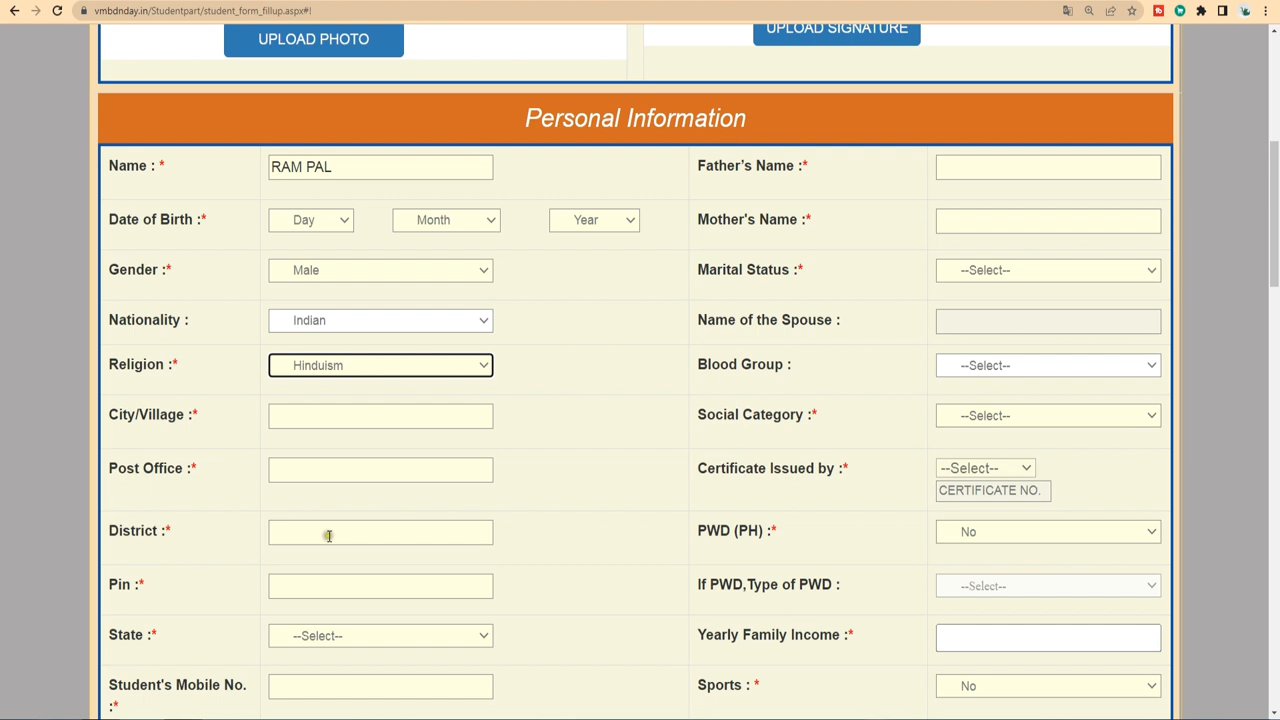 vmbdnday.in/Studentpart/student_form_fillup.aspx#!
UPLOAD PHOTO
UPLOAD SIGNATURE
Personal Information
Name : * RAM PAL Father's Name :*
Date of Birth :* Day Month Year Mother's Name :*
Gender :* Male Marital Status :* --Select--
Nationality : Indian Name of the Spouse :
Religion :* Hinduism Blood Group : --Select--
City/Village :* Social Category :* --Select--
Post Office :* Certificate Issued by :* --Select--
CERTIFICATE NO.
District :* PWD (PH) :* No
Pin :* If PWD,Type of PWD : --Select--
State :* --Select-- Yearly Family Income :*
Student's Mobile No. Sports : * No
:*